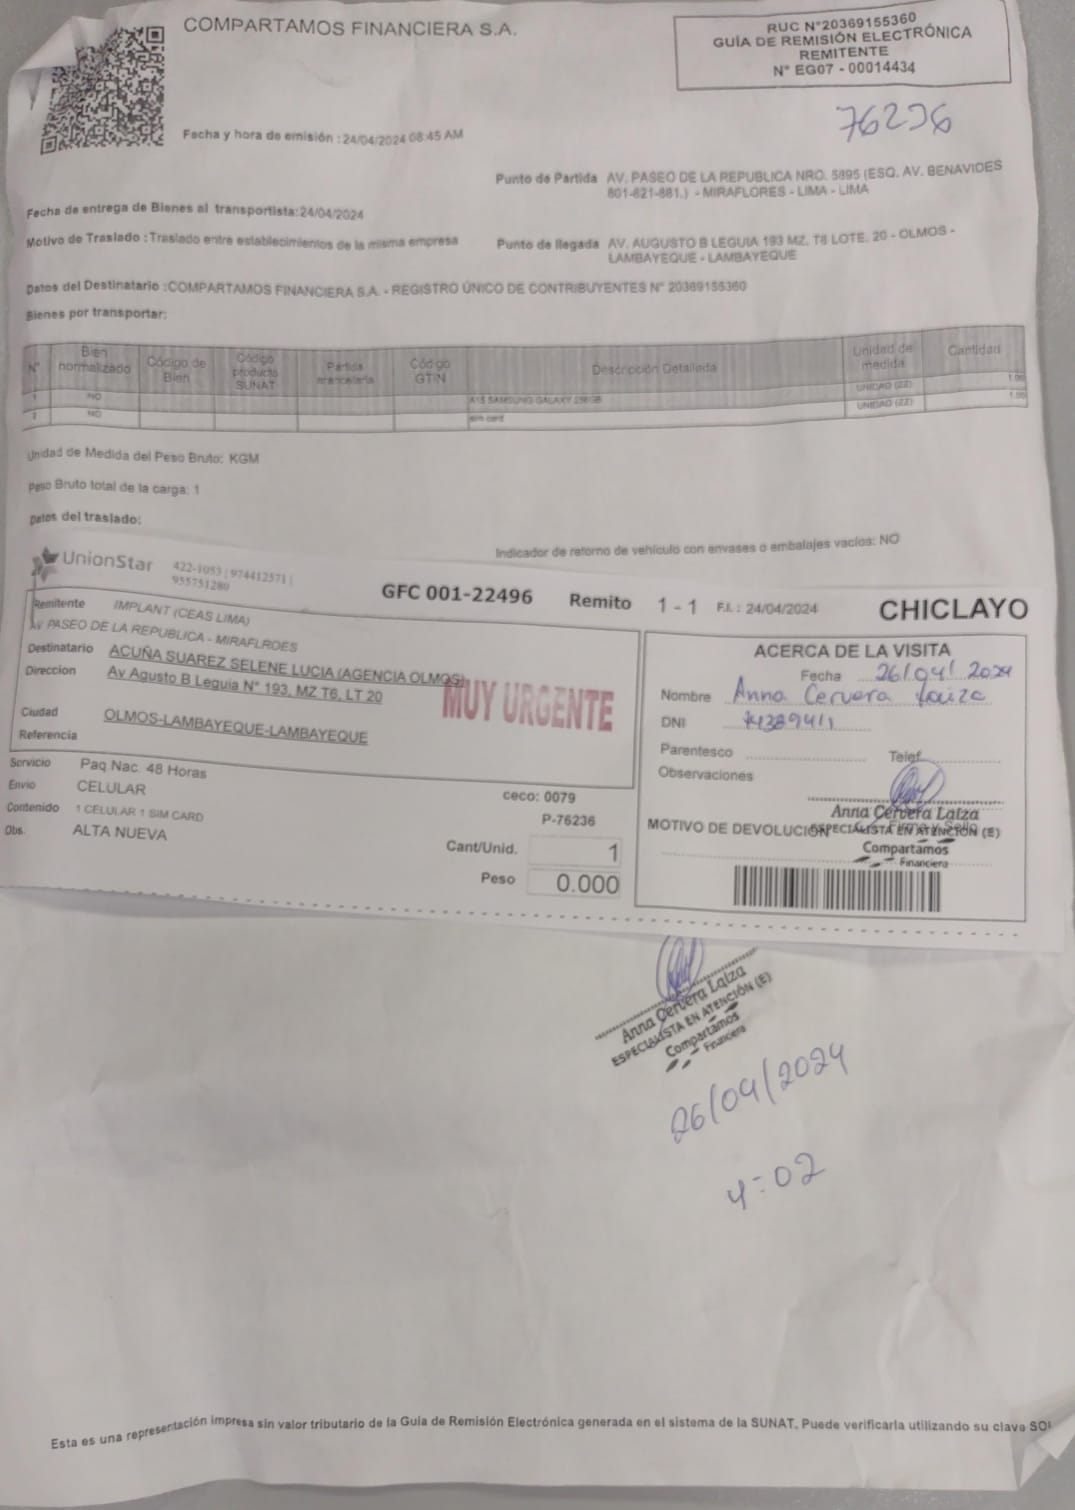 COMPARTAMOS FINANCIERA S.A.
RUC N°20369155360
GUÍA DE REMISIÓN ELECTRÓNICA
REMITENTE
N° EG07 - 00014434
76236
Fecha y hora de emisión : 24/04/2024 08:45 AM
Punto de Partida AV. PASEO DE LA REPUBLICA NRO. 5895 (ESQ. AV. BENAVIDES
801-821-881.) - MIRAFLORES - LIMA - LIMA
Fecha de entrega de Bienes al transportista:24/04/2024
Motivo de Traslado :Traslado entre establecimientos de la misma empresa
Punto de llegada AV. AUGUSTO B LEGUIA 193 MZ. T6 LOTE. 20 - OLMOS -
LAMBAYEQUE - LAMBAYEQUE
Datos del Destinatario :COMPARTAMOS FINANCIERA S.A. - REGISTRO ÚNICO DE CONTRIBUYENTES N° 20369155360
Bienes por transportar:
N° Bien normalizado Código de Bien Código producto SUNAT Partida arancelaria Código GTIN Descripción Detallada Unidad de medida Cantidad
1 NO A15 SAMSUNG GALAXY 256GB UNIDAD (ZZ) 1.00
2 NO sim card UNIDAD (ZZ) 1.00
Unidad de Medida del Peso Bruto: KGM
Peso Bruto total de la carga: 1
Datos del traslado:
Indicador de retorno de vehículo con envases o embalajes vacíos: NO
UnionStar 422-1053 | 974412571 |
955751280
GFC 001-22496 Remito 1 - 1 F.I. : 24/04/2024 CHICLAYO
Remitente IMPLANT (CEAS LIMA)
AV PASEO DE LA REPUBLICA - MIRAFLROES
Destinatario ACUÑA SUAREZ SELENE LUCIA (AGENCIA OLMOS)
Direccion Av Agusto B Leguia N° 193, MZ T6, LT 20
MUY URGENTE
Ciudad OLMOS-LAMBAYEQUE-LAMBAYEQUE
Referencia
Servicio Paq Nac. 48 Horas
Envio CELULAR
Contenido 1 CELULAR 1 SIM CARD
Obs. ALTA NUEVA
ceco: 0079
P-76236
Cant/Unid. 1
Peso 0.000
ACERCA DE LA VISITA
Fecha 26/04/2024
Nombre Anna Cervera Laiza
DNI
Parentesco
Telef.
Observaciones
Anna Cervera Laiza
Firma y Sello
MOTIVO DE DEVOLUCIÓN
ESPECIALISTA EN ATENCIÓN (E)
Compartamos
Financiera
Anna Cervera Laiza
ESPECIALISTA EN ATENCIÓN (E)
Compartamos
Financiera
26/04/2024
4:02
Esta es una representación impresa sin valor tributario de la Guia de Remisión Electrónica generada en el sistema de la SUNAT. Puede verificarla utilizando su clave SOL